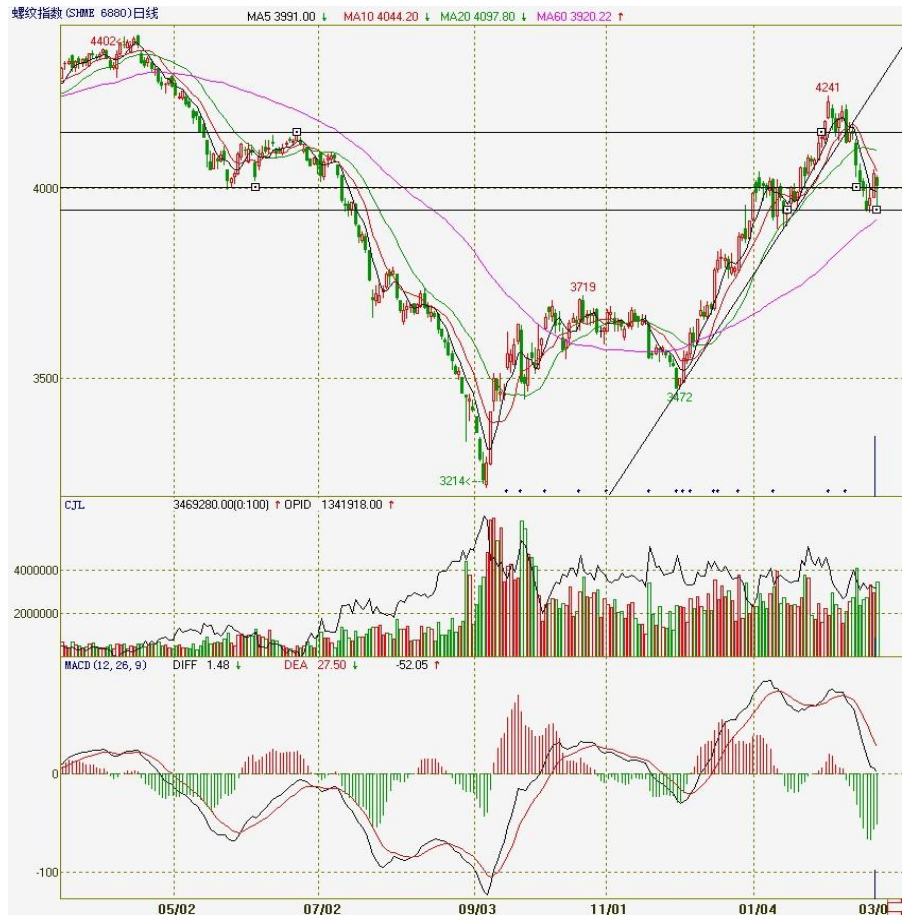 螺纹指数(SHME 6880)日线 MA5 3991.00 ↓ MA10 4044.20 ↓ MA20 4097.80 ↓ MA60 3920.22 ↑
4402<
4241
4000
3719
3500
3472
3214<
CJL 3469280.00(0:100) ↑ OPID 1341918.00 ↑
4000000
2000000
MACD(12,26,9) DIFF 1.48 ↓ DEA 27.50 ↓ -52.05 ↑
0
-100
05/02 07/02 09/03 11/01 01/04 03/0